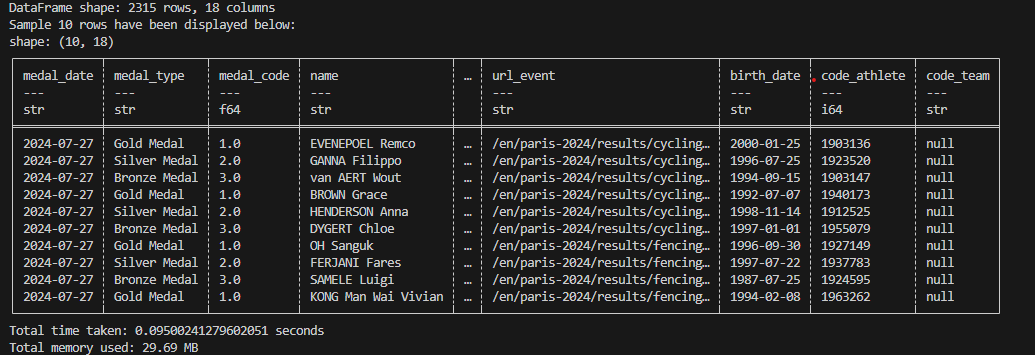 DataFrame shape: 2315 rows, 18 columns
Sample 10 rows have been displayed below:
shape: (10, 18)
medal_date medal_type medal_code name … url_event birth_date code_athlete code_team
--- --- --- --- --- --- --- ---
str str f64 str str str i64 str
2024-07-27 Gold Medal 1.0 EVENEPOEL Remco … /en/paris-2024/results/cycling… 2000-01-25 1903136 null
2024-07-27 Silver Medal 2.0 GANNA Filippo … /en/paris-2024/results/cycling… 1996-07-25 1923520 null
2024-07-27 Bronze Medal 3.0 van AERT Wout … /en/paris-2024/results/cycling… 1994-09-15 1903147 null
2024-07-27 Gold Medal 1.0 BROWN Grace … /en/paris-2024/results/cycling… 1992-07-07 1940173 null
2024-07-27 Silver Medal 2.0 HENDERSON Anna … /en/paris-2024/results/cycling… 1998-11-14 1912525 null
2024-07-27 Bronze Medal 3.0 DYGERT Chloe … /en/paris-2024/results/cycling… 1997-01-01 1955079 null
2024-07-27 Gold Medal 1.0 OH Sanguk … /en/paris-2024/results/fencing… 1996-09-30 1927149 null
2024-07-27 Silver Medal 2.0 FERJANI Fares … /en/paris-2024/results/fencing… 1997-07-22 1937783 null
2024-07-27 Bronze Medal 3.0 SAMELE Luigi … /en/paris-2024/results/fencing… 1987-07-25 1924595 null
2024-07-27 Gold Medal 1.0 KONG Man Wai Vivian … /en/paris-2024/results/fencing… 1994-02-08 1963262 null
Total time taken: 0.09500241279602051 seconds
Total memory used: 29.69 MB